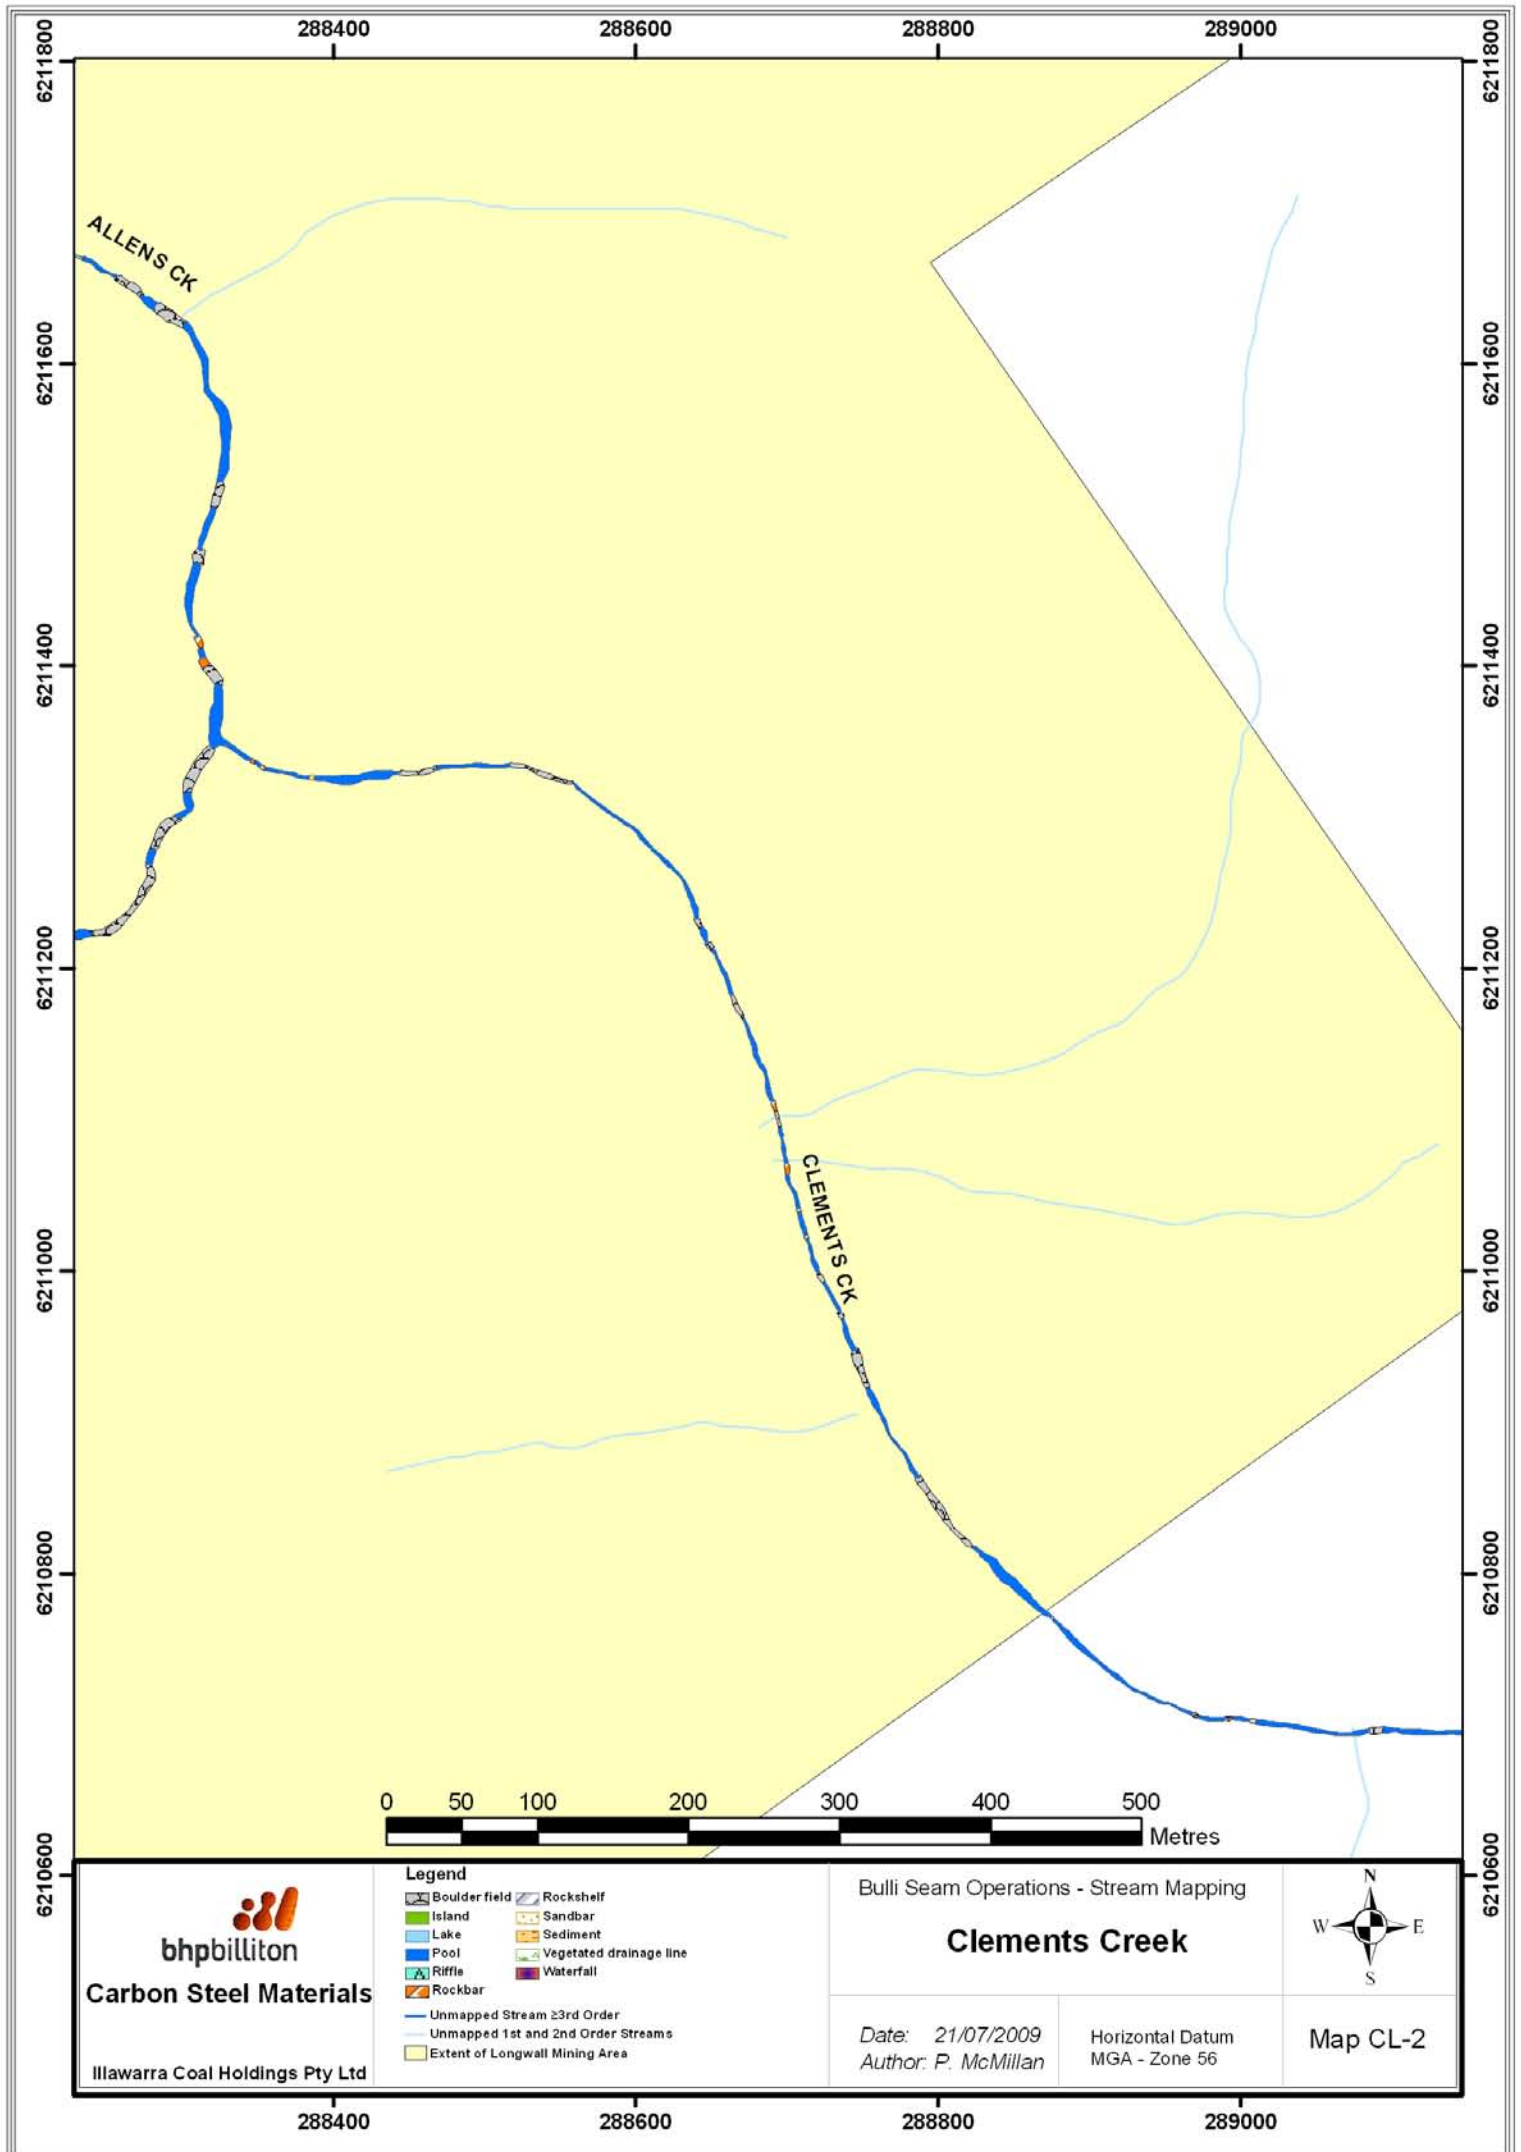 288400 288600 288800 289000
6211800 6211800
ALLENS CK
6211600 6211600
6211400 6211400
6211200 6211200
CLEMENTS CK
6211000 6211000
6210800 6210800
0 50 100 200 300 400 500
Metres
6210600 6210600
bhpbilliton
Carbon Steel Materials
Illawarra Coal Holdings Pty Ltd
Legend
Boulder field Rockshelf
Island Sandbar
Lake Sediment
Pool Vegetated drainage line
Riffle Waterfall
Rockbar
Unmapped Stream ≥3rd Order
Unmapped 1st and 2nd Order Streams
Extent of Longwall Mining Area
Bulli Seam Operations - Stream Mapping
Clements Creek
Date: 21/07/2009
Author: P. McMillan
Horizontal Datum
MGA - Zone 56
N
W E
S
Map CL-2
288400 288600 288800 289000